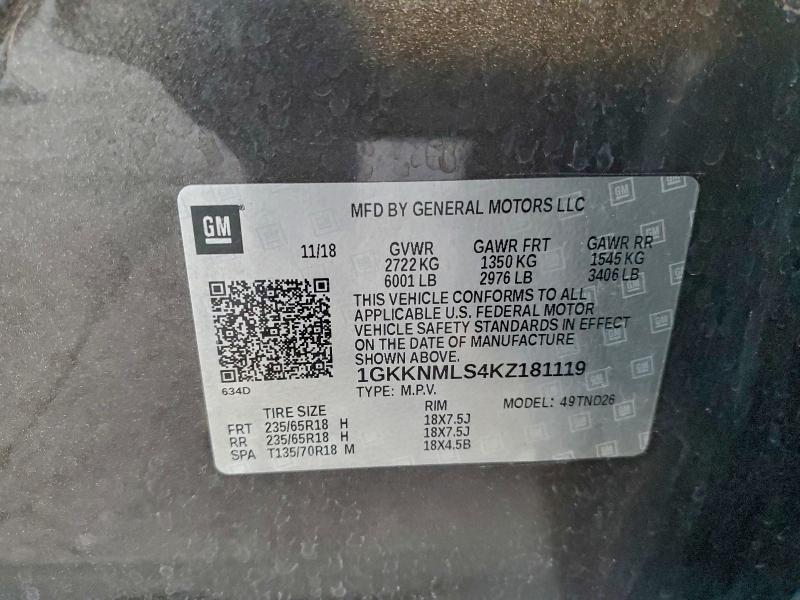 GM
MFD BY GENERAL MOTORS LLC
11/18 GVWR GAWR FRT GAWR RR
2722 KG 1350 KG 1545 KG
6001 LB 2976 LB 3406 LB
THIS VEHICLE CONFORMS TO ALL
APPLICABLE U.S. FEDERAL MOTOR
VEHICLE SAFETY STANDARDS IN EFFECT
ON THE DATE OF MANUFACTURE
SHOWN ABOVE.
1GKKNMLS4KZ181119
634D
TYPE: M.P.V. MODEL: 49TND26
TIRE SIZE RIM
FRT 235/65R18 H 18X7.5J
RR 235/65R18 H 18X7.5J
SPA T135/70R18 M 18X4.5B